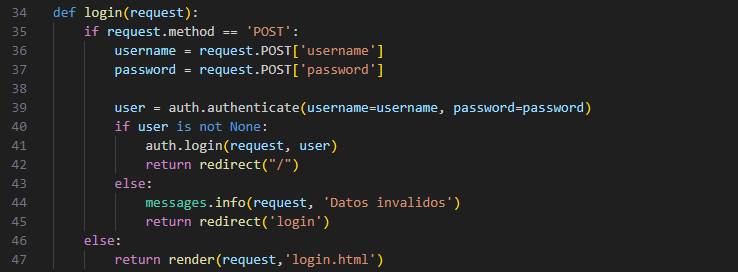 34 def login(request):
35 if request.method == 'POST':
36 username = request.POST['username']
37 password = request.POST['password']
38
39 user = auth.authenticate(username=username, password=password)
40 if user is not None:
41 auth.login(request, user)
42 return redirect("/")
43 else:
44 messages.info(request, 'Datos invalidos')
45 return redirect('login')
46 else:
47 return render(request,'login.html')